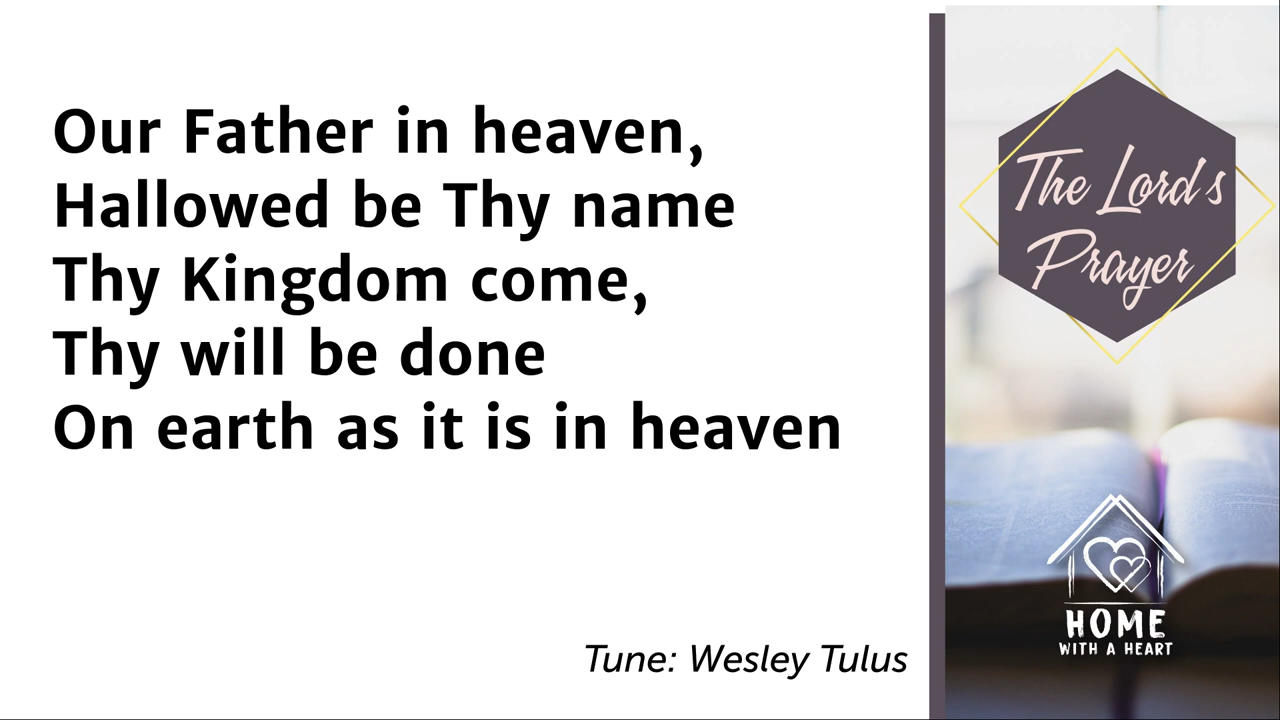 Our Father in heaven,
Hallowed be Thy name
Thy Kingdom come,
Thy will be done
On earth as it is in heaven
Tune: Wesley Tulus
The Lord's
Prayer
HOME
WITH A HEART